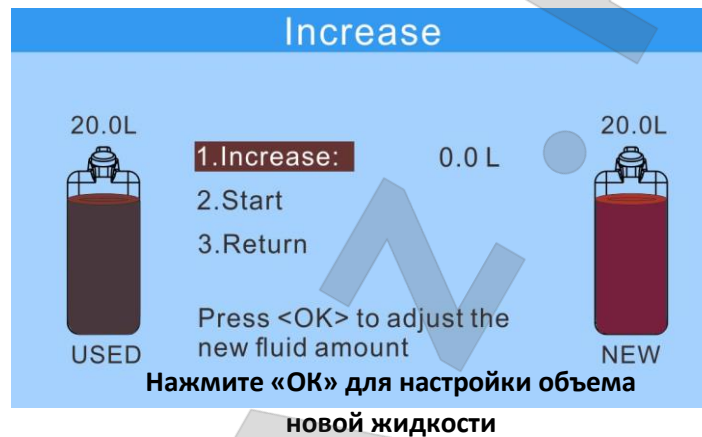 Increase
20.0L
20.0L
1.Increase: 0.0 L
2.Start
3.Return
Press <OK> to adjust the
new fluid amount
USED
NEW
Нажмите «ОК» для настройки объема
новой жидкости